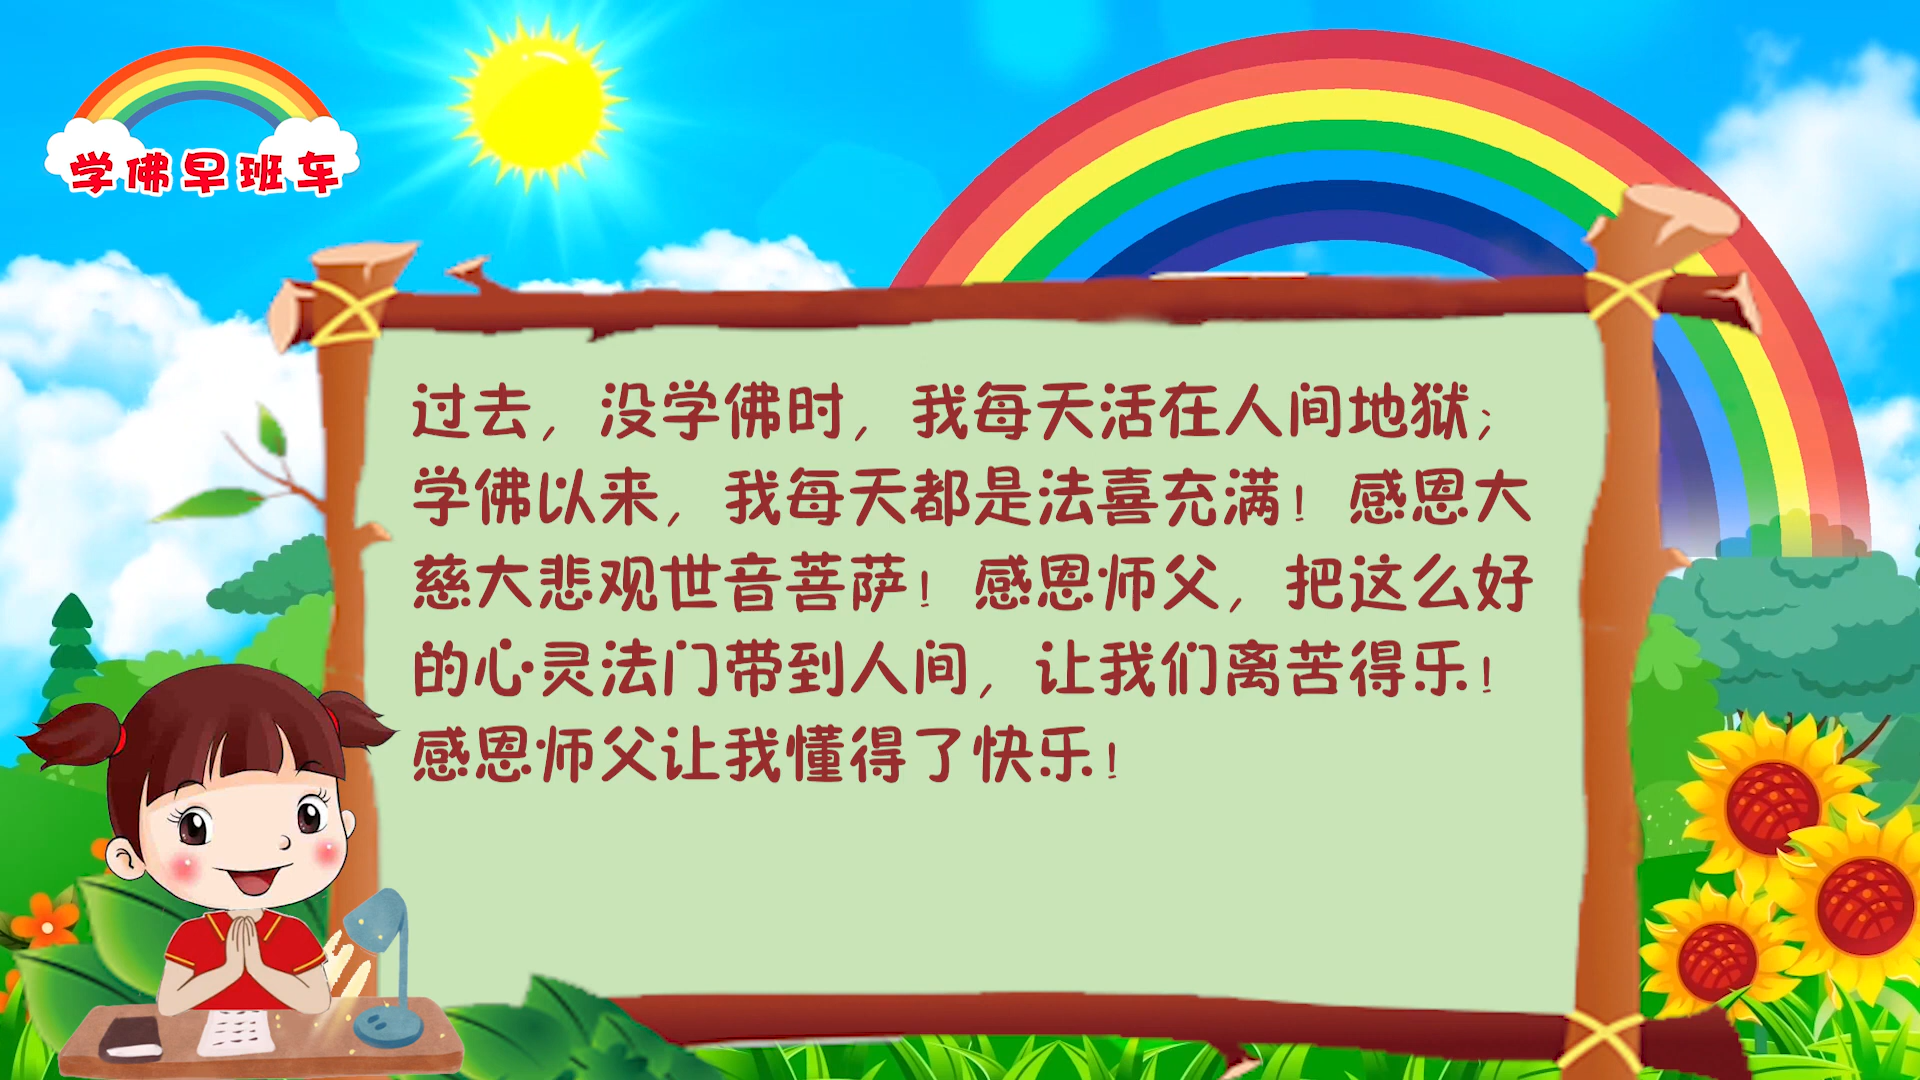 学佛早班车
过去，没学佛时，我每天活在人间地狱；
学佛以来，我每天都是法喜充满！感恩大
慈大悲观世音菩萨！感恩师父，把这么好
的心灵法门带到人间，让我们离苦得乐！
感恩师父让我懂得了快乐！